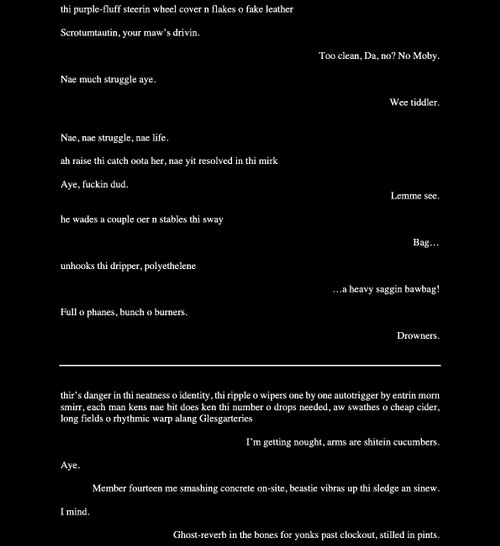 thi purple-fluff steerin wheel cover n flakes o fake leather
Scrotumtautin, your maw’s drivin.
Too clean, Da, no? No Moby.
Nae much struggle aye.
Wee tiddler.
Nae, nae struggle, nae life.
ah raise thi catch oota her, nae yit resolved in thi mirk
Aye, fuckin dud.
Lemme see.
he wades a couple oer n stables thi sway
Bag…
unhooks thi dripper, polyethelene
…a heavy saggin bawbag!
Full o phanes, bunch o burners.
Drowners.
thir’s danger in thi neatness o identity, thi ripple o wipers one by one autotrigger by entrin morn
smirr, each man kens nae bit does ken thi number o drops needed, aw swathes o cheap cider,
long fields o rhythmic warp alang Glesgarteries
I’m getting nought, arms are shitein cucumbers.
Aye.
Member fourteen me smashing concrete on-site, beastie vibras up thi sledge an sinew.
I mind.
Ghost-reverb in the bones for yonks past clockout, stilled in pints.